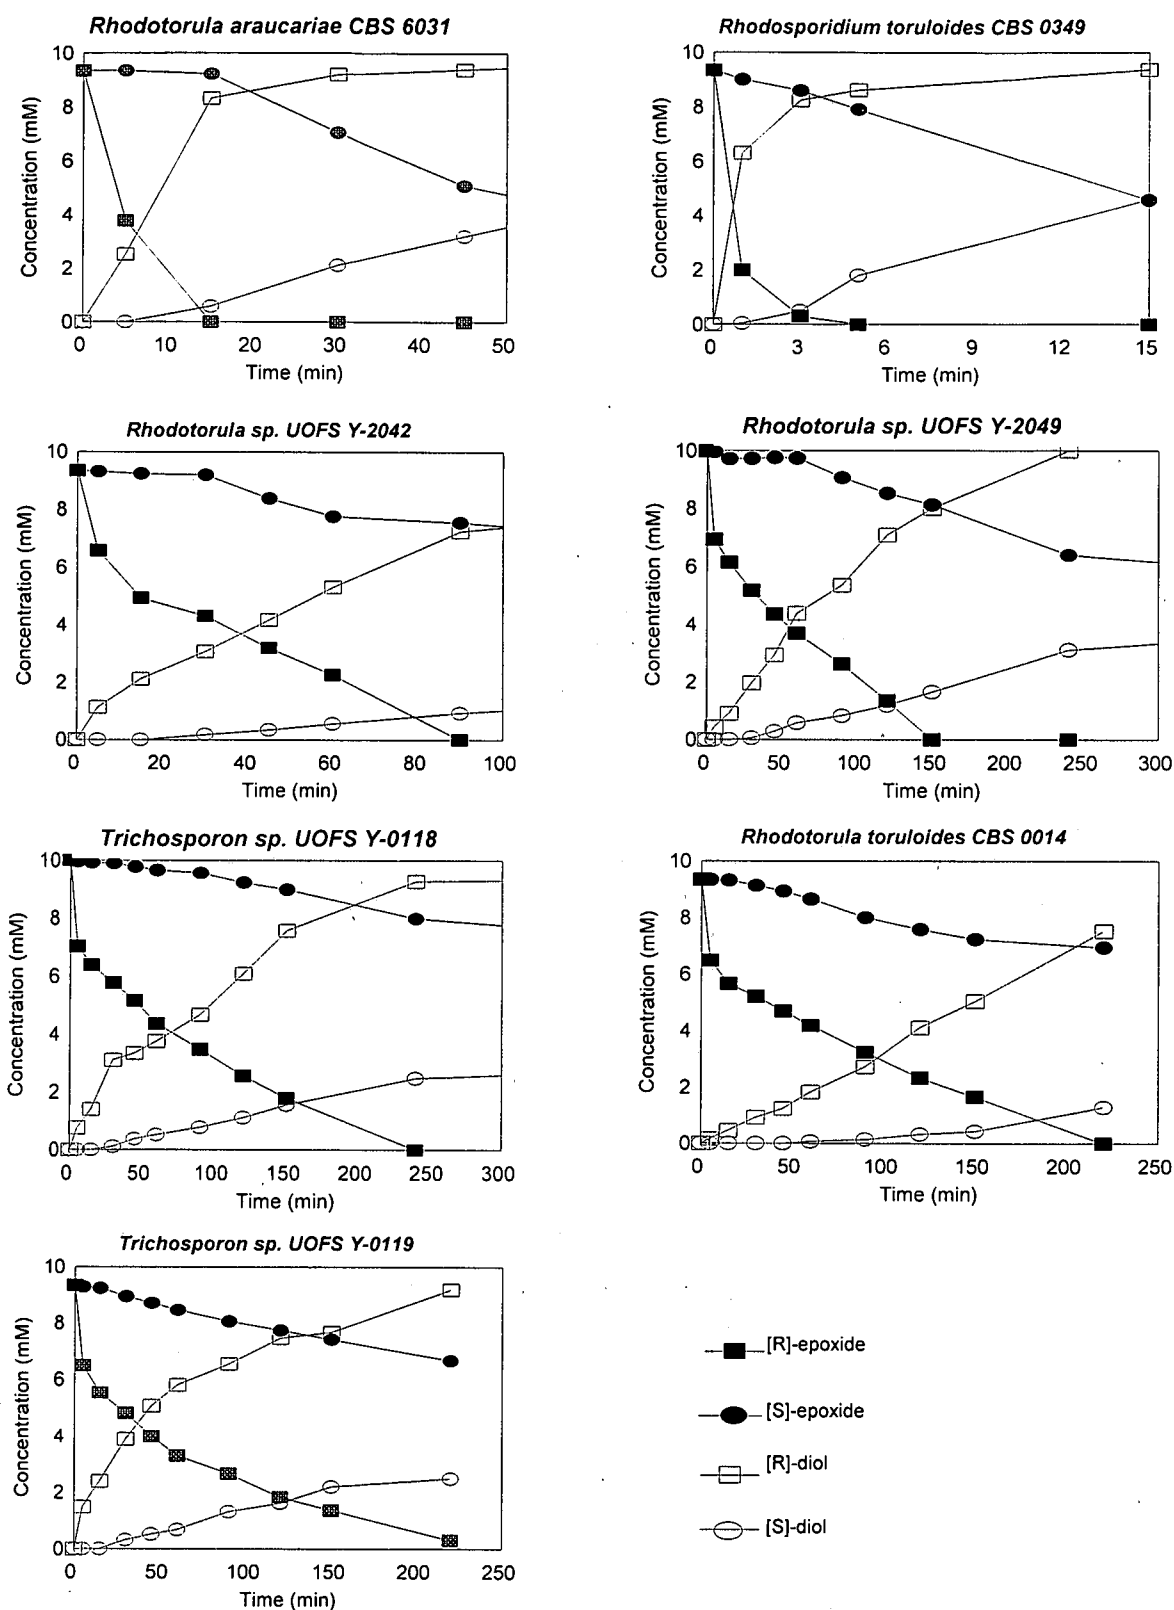 Rhodotorula araucariae CBS 6031
10
8
6
4
2
0
Concentration (mM)
0 10 20 30 40 50
Time (min)
Rhodosporidium toruloides CBS 0349
10
8
6
4
2
0
Concentration (mM)
0 3 6 9 12 15
Time (min)
Rhodotorula sp. UOFS Y-2042
10
8
6
4
2
0
Concentration (mM)
0 20 40 60 80 100
Time (min)
Rhodotorula sp. UOFS Y-2049
10
8
6
4
2
0
Concentration (mM)
0 50 100 150 200 250 300
Time (min)
Trichosporon sp. UOFS Y-0118
10
8
6
4
2
0
Concentration (mM)
0 50 100 150 200 250 300
Time (min)
Rhodotorula toruloides CBS 0014
10
8
6
4
2
0
Concentration (mM)
0 50 100 150 200 250
Time (min)
Trichosporon sp. UOFS Y-0119
10
8
6
4
2
0
Concentration (mM)
0 50 100 150 200 250
Time (min)
[R]-epoxide
[S]-epoxide
[R]-diol
[S]-diol